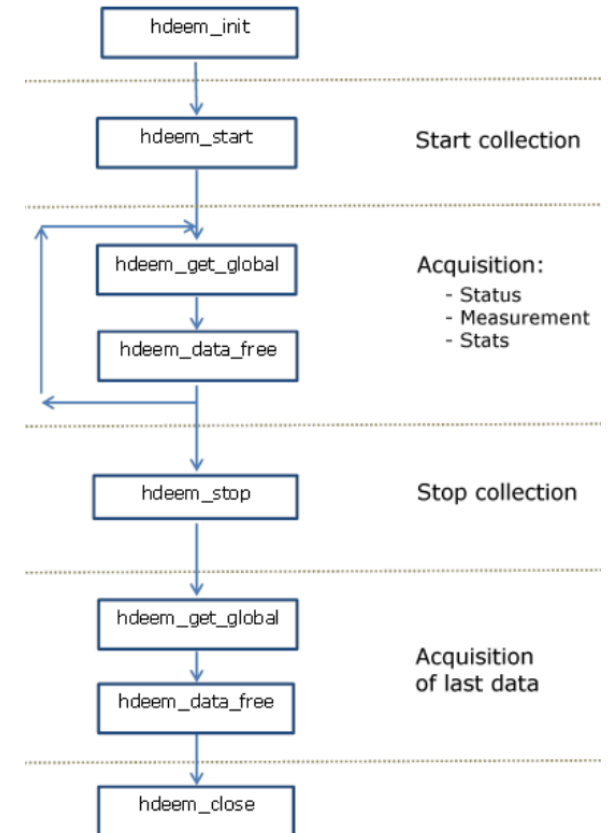 hdeem_init
hdeem_start
Start collection
hdeem_get_global
Acquisition:
- Status
- Measurement
- Stats
hdeem_data_free
hdeem_stop
Stop collection
hdeem_get_global
Acquisition
of last data
hdeem_data_free
hdeem_close